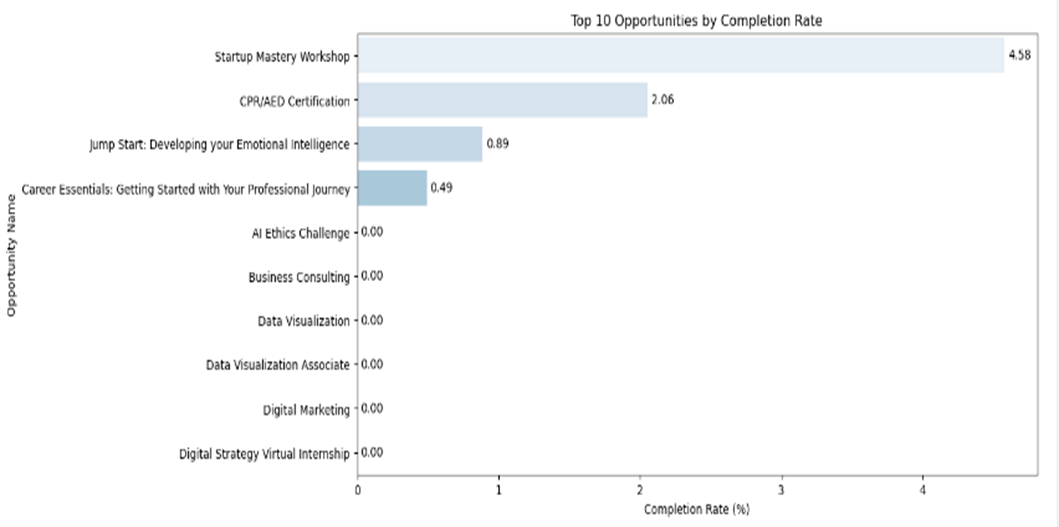 Top 10 Opportunities by Completion Rate
Opportunity Name
Startup Mastery Workshop 4.58
CPR/AED Certification 2.06
Jump Start: Developing your Emotional Intelligence 0.89
Career Essentials: Getting Started with Your Professional Journey 0.49
AI Ethics Challenge 0.00
Business Consulting 0.00
Data Visualization 0.00
Data Visualization Associate 0.00
Digital Marketing 0.00
Digital Strategy Virtual Internship 0.00
0 1 2 3 4
Completion Rate (%)